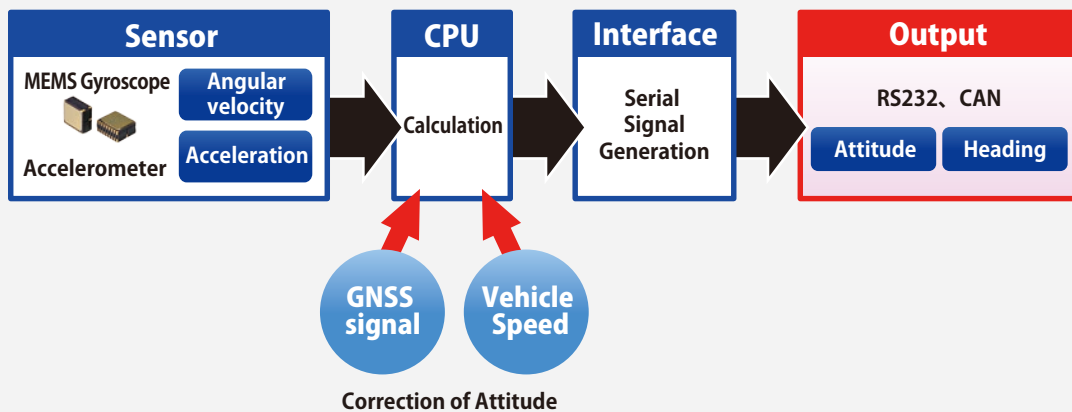 Sensor
MEMS Gyroscope
Accelerometer
Angular
velocity
Acceleration
CPU
Calculation
Interface
Serial
Signal
Generation
Output
RS232、CAN
Attitude
Heading
GNSS
signal
Vehicle
Speed
Correction of Attitude